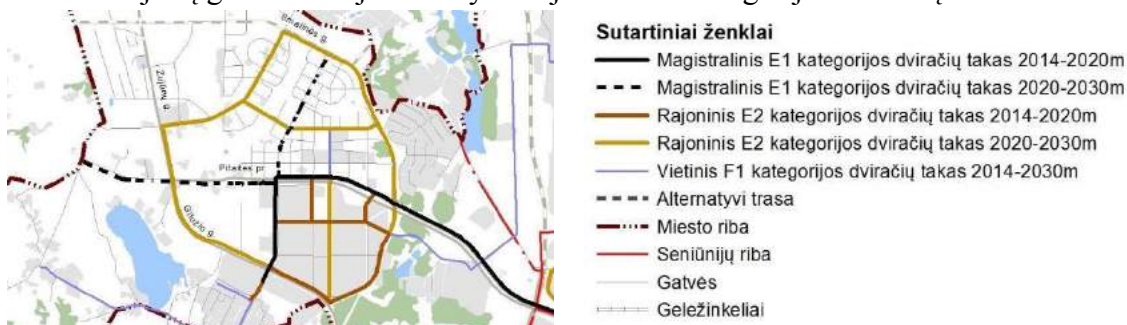 Smalinės g.
Žirgių g.
Pilaitės pr.
Gilužio g.
Sutartiniai ženklai
Magistralinis E1 kategorijos dviračių takas 2014-2020m
Magistralinis E1 kategorijos dviračių takas 2020-2030m
Rajoninis E2 kategorijos dviračių takas 2014-2020m
Rajoninis E2 kategorijos dviračių takas 2020-2030m
Vietinis F1 kategorijos dviračių takas 2014-2030m
Alternatyvi trasa
Miesto riba
Seniūnijų riba
Gatvės
Geležinkeliai